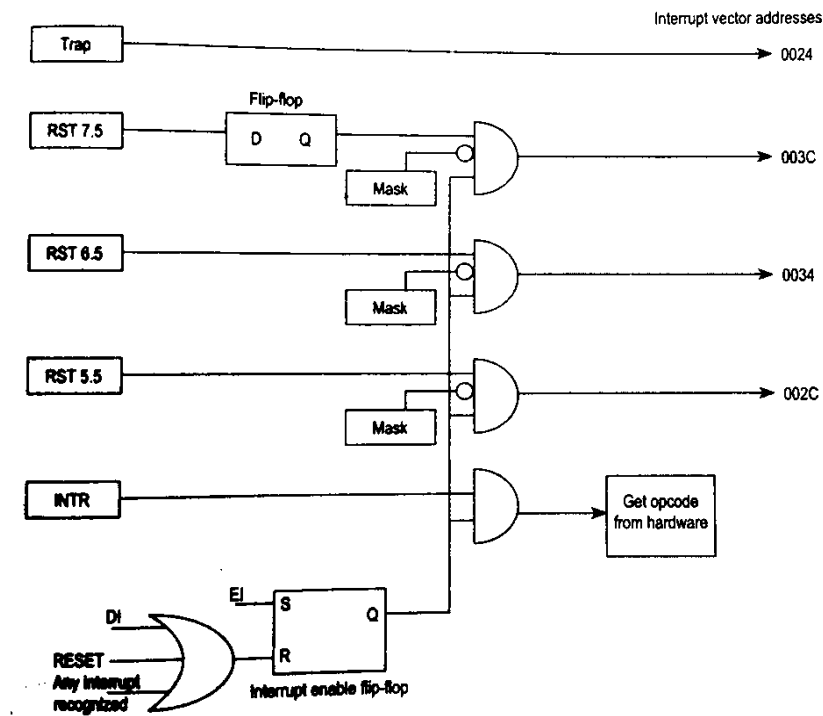 Interrupt vector addresses
Trap
0024
Flip-flop
RST 7.5
D Q
003C
Mask
RST 6.5
0034
Mask
RST 5.5
002C
Mask
INTR
Get opcode
from hardware
EI
S
Q
DI
R
RESET
Any interrupt
recognized
Interrupt enable flip-flop